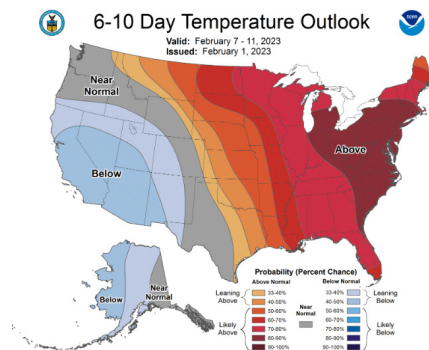 6-10 Day Temperature Outlook
Valid: February 7 - 11, 2023
Issued: February 1, 2023
Near
Normal
Above
Below
Below
Near
Normal
Probability (Percent Chance)
Above Normal
Below Normal
Leaning
Above
Likely
Above
33-40%
40-50%
50-60%
60-70%
70-80%
80-90%
90-100%
Near
Normal
33-40%
40-50%
50-60%
60-70%
70-80%
80-90%
90-100%
Leaning
Below
Likely
Below